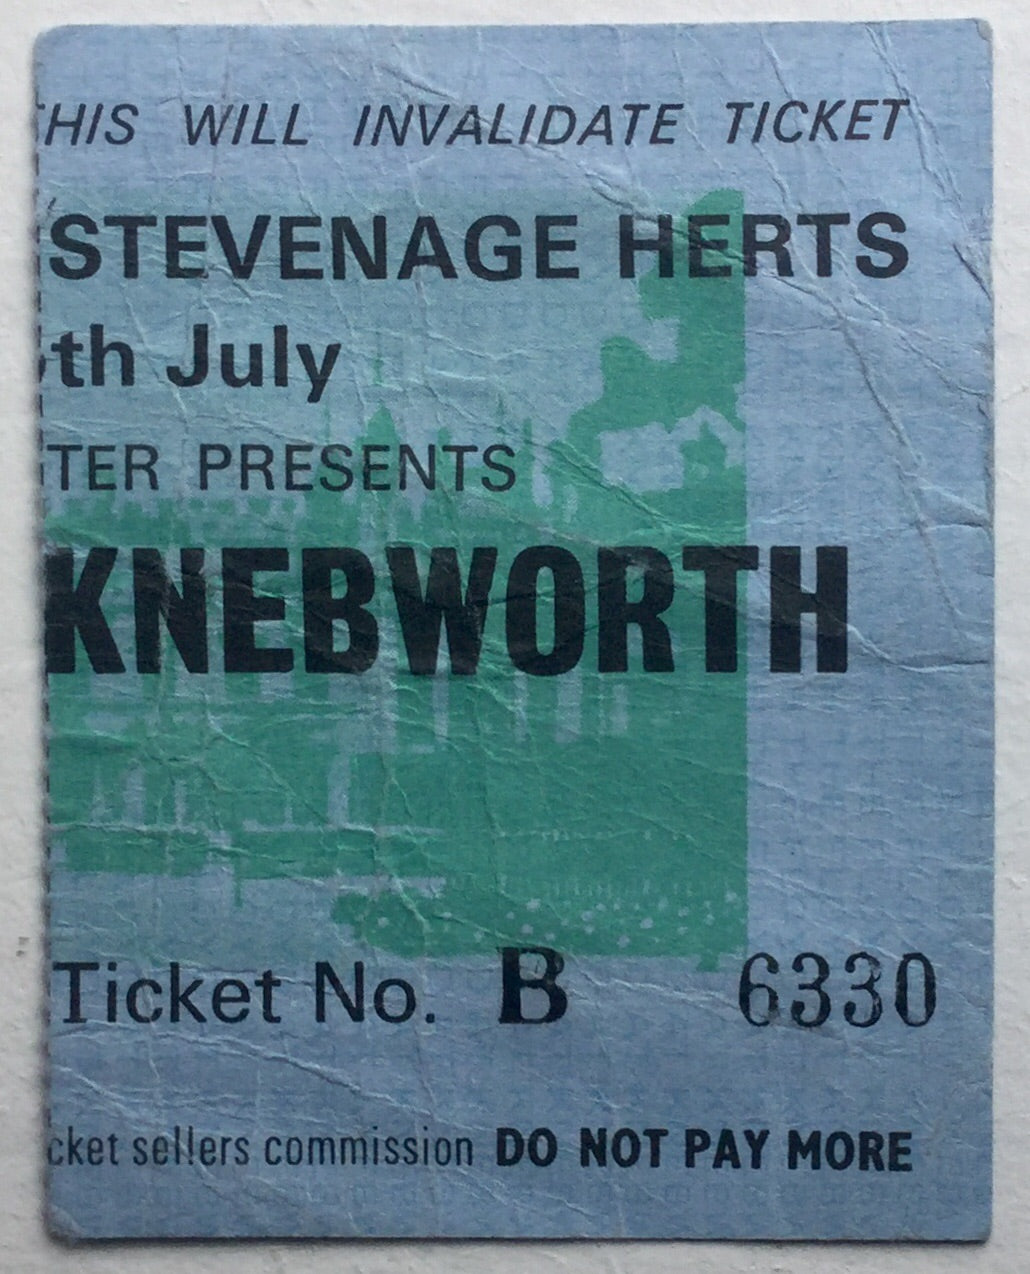 HIS WILL INVALIDATE TICKET
STEVENAGE HERTS
th July
TER PRESENTS
KNEBWORTH
Ticket No. B 6330
cket sellers commission DO NOT PAY MORE